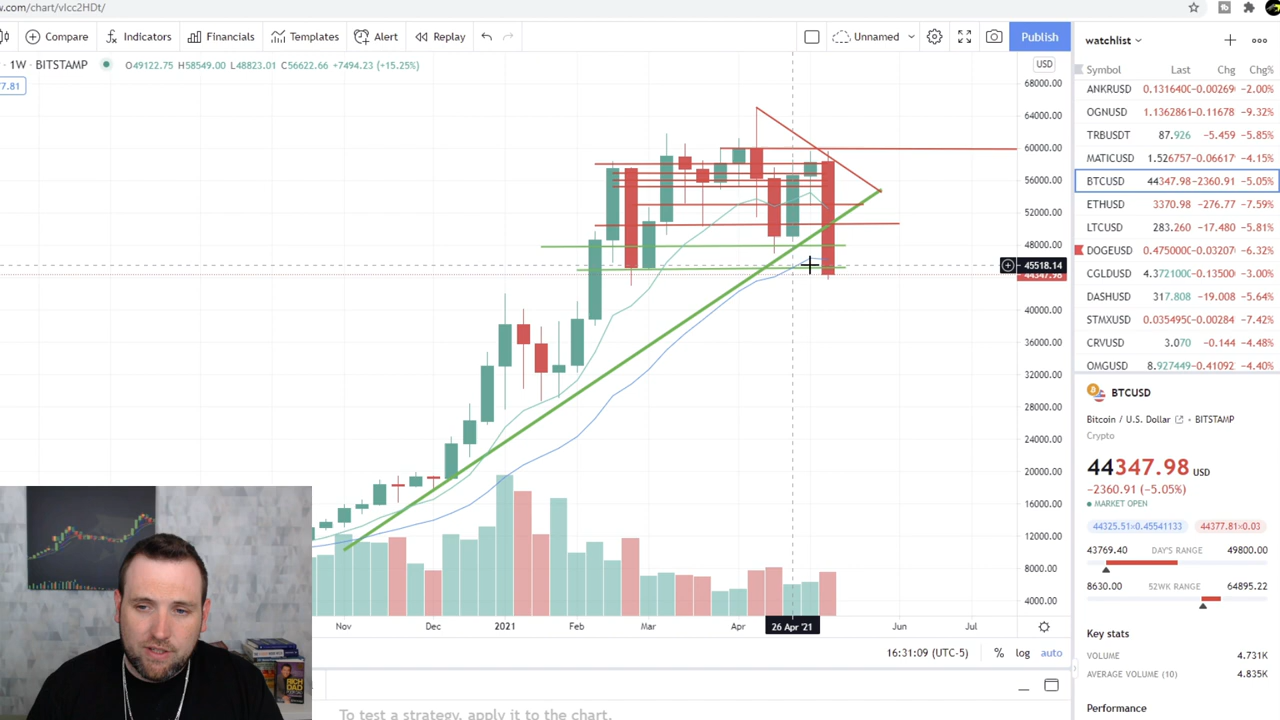 w.com/chart/vlcc2HDt/
Compare Indicators Financials Templates Alert Replay Unnamed Publish
1W BITSTAMP O49122.75 H58549.00 L48823.01 C56622.66 +7494.23 (+15.25%)
7.81
USD
68000.00
64000.00
60000.00
56000.00
52000.00
48000.00
45518.14
44347.98
40000.00
36000.00
32000.00
28000.00
24000.00
20000.00
16000.00
12000.00
8000.00
4000.00
Nov Dec 2021 Feb Mar Apr 26 Apr '21 Jun Jul
16:31:09 (UTC-5) % log auto
To test a strategy, apply it to the chart.
RICH
DAD
watchlist
Symbol Last Chg Chg%
ANKRUSD 0.131640(-0.00269( -2.00%
OGNUSD 1.1362861-0.11678 -9.32%
TRBUSDT 87.926 -5.459 -5.85%
MATICUSD 1.526757-0.06617( -4.15%
BTCUSD 44347.98-2360.91 -5.05%
ETHUSD 3370.98 -276.77 -7.59%
LTCUSD 283.260 -17.480 -5.81%
DOGEUSD 0.475000(-0.03207( -6.32%
CGLDUSD 4.372100(-0.13500( -3.00%
DASHUSD 317.808 -19.008 -5.64%
STMXUSD 0.035495(-0.00284 -7.42%
CRVUSD 3.070 -0.144 -4.48%
OMGUSD 8.927449-0.41092 -4.40%
BTCUSD
Bitcoin / U.S. Dollar • BITSTAMP
Crypto
44347.98 USD
−2360.91 (−5.05%)
MARKET OPEN
44325.51×0.45541133 44377.81×0.03
43769.40 DAY'S RANGE 49800.00
8630.00 52WK RANGE 64895.22
Key stats
VOLUME 4.731K
AVERAGE VOLUME (10) 4.835K
Performance